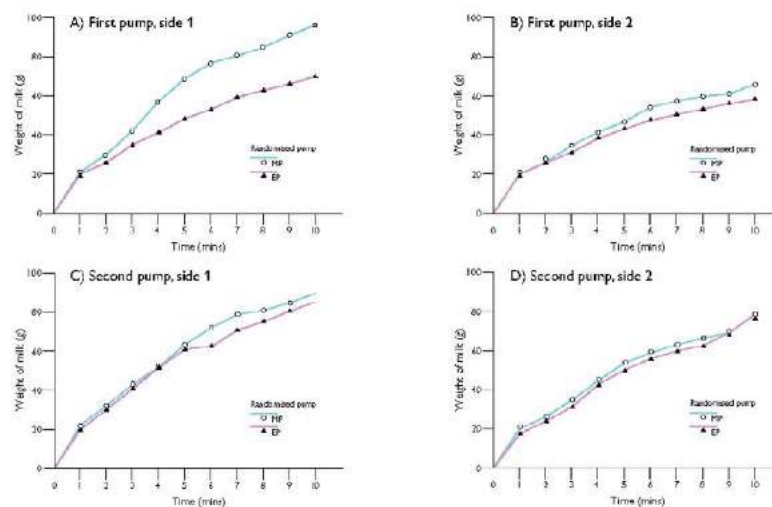 A) First pump, side 1
100
80
60
40
20
0
Weight of milk (g)
Randomised pump
MP
EP
0 1 2 3 4 5 6 7 8 9 10
Time (mins)
B) First pump, side 2
100
80
60
40
20
0
Weight of milk (g)
Randomised pump
MP
EP
0 1 2 3 4 5 6 7 8 9 10
Time (mins)
C) Second pump, side 1
100
80
60
40
20
0
Weight of milk (g)
Randomised pump
MP
EP
0 1 2 3 4 5 6 7 8 9 10
Time (mins)
D) Second pump, side 2
100
80
60
40
20
0
Weight of milk (g)
Randomised pump
MP
EP
0 1 2 3 4 5 6 7 8 9 10
Time (mins)